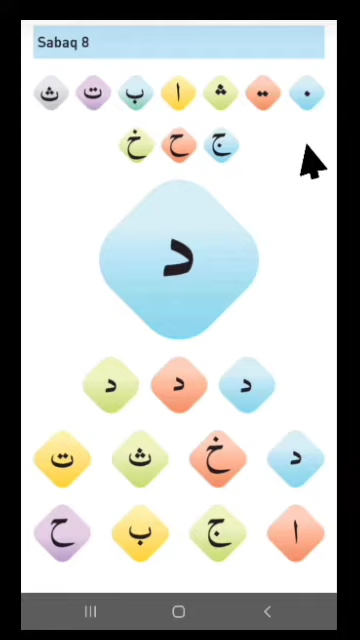 Sabaq 8
ا ب ت ث
ج ح خ
د
د د د
د خ ث ت
ا ج ب ح